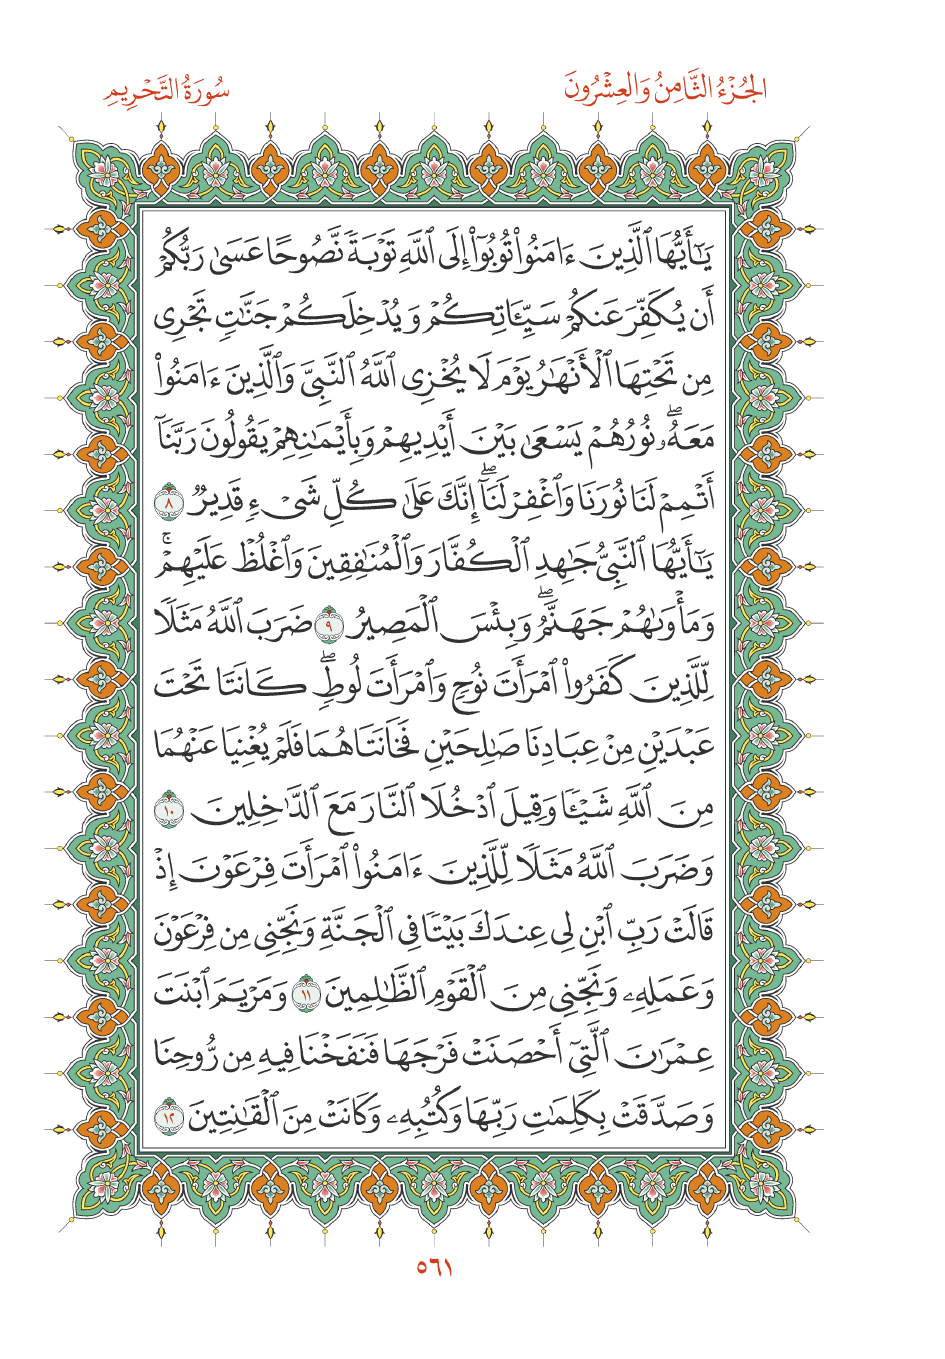 الجُزْءُ الثَّامِنُ وَالعِشْرُونَ
سُورَةُ التَّحْرِيمِ
يَٰٓأَيُّهَا ٱلَّذِينَ ءَامَنُوا۟ تُوبُوٓا۟ إِلَى ٱللَّهِ تَوْبَةً نَّصُوحًا عَسَىٰ رَبُّكُمْ
أَن يُكَفِّرَ عَنكُمْ سَيِّـَٔاتِكُمْ وَيُدْخِلَكُمْ جَنَّٰتٍ تَجْرِى
مِن تَحْتِهَا ٱلْأَنْهَٰرُ يَوْمَ لَا يُخْزِى ٱللَّهُ ٱلنَّبِىَّ وَٱلَّذِينَ ءَامَنُوا۟
مَعَهُۥ ۖ نُورُهُمْ يَسْعَىٰ بَيْنَ أَيْدِيهِمْ وَبِأَيْمَٰنِهِمْ يَقُولُونَ رَبَّنَآ
أَتْمِمْ لَنَا نُورَنَا وَٱغْفِرْ لَنَآ ۖ إِنَّكَ عَلَىٰ كُلِّ شَىْءٍ قَدِيرٌ ٨
يَٰٓأَيُّهَا ٱلنَّبِىُّ جَٰهِدِ ٱلْكُفَّارَ وَٱلْمُنَٰفِقِينَ وَٱغْلُظْ عَلَيْهِمْ ۚ
وَمَأْوَىٰهُمْ جَهَنَّمُ ۖ وَبِئْسَ ٱلْمَصِيرُ ٩ ضَرَبَ ٱللَّهُ مَثَلًا
لِّلَّذِينَ كَفَرُوا۟ ٱمْرَأَتَ نُوحٍ وَٱمْرَأَتَ لُوطٍ ۖ كَانَتَا تَحْتَ
عَبْدَيْنِ مِنْ عِبَادِنَا صَٰلِحَيْنِ فَخَانَتَاهُمَا فَلَمْ يُغْنِيَا عَنْهُمَا
مِنَ ٱللَّهِ شَيْـًٔا وَقِيلَ ٱدْخُلَا ٱلنَّارَ مَعَ ٱلدَّٰخِلِينَ ١٠
وَضَرَبَ ٱللَّهُ مَثَلًا لِّلَّذِينَ ءَامَنُوا۟ ٱمْرَأَتَ فِرْعَوْنَ إِذْ
قَالَتْ رَبِّ ٱبْنِ لِى عِندَكَ بَيْتًا فِى ٱلْجَنَّةِ وَنَجِّنِى مِن فِرْعَوْنَ
وَعَمَلِهِۦ وَنَجِّنِى مِنَ ٱلْقَوْمِ ٱلظَّٰلِمِينَ ١١ وَمَرْيَمَ ٱبْنَتَ
عِمْرَٰنَ ٱلَّتِىٓ أَحْصَنَتْ فَرْجَهَا فَنَفَخْنَا فِيهِ مِن رُّوحِنَا
وَصَدَّقَتْ بِكَلِمَٰتِ رَبِّهَا وَكُتُبِهِۦ وَكَانَتْ مِنَ ٱلْقَٰنِتِينَ ١٢
٥٦١